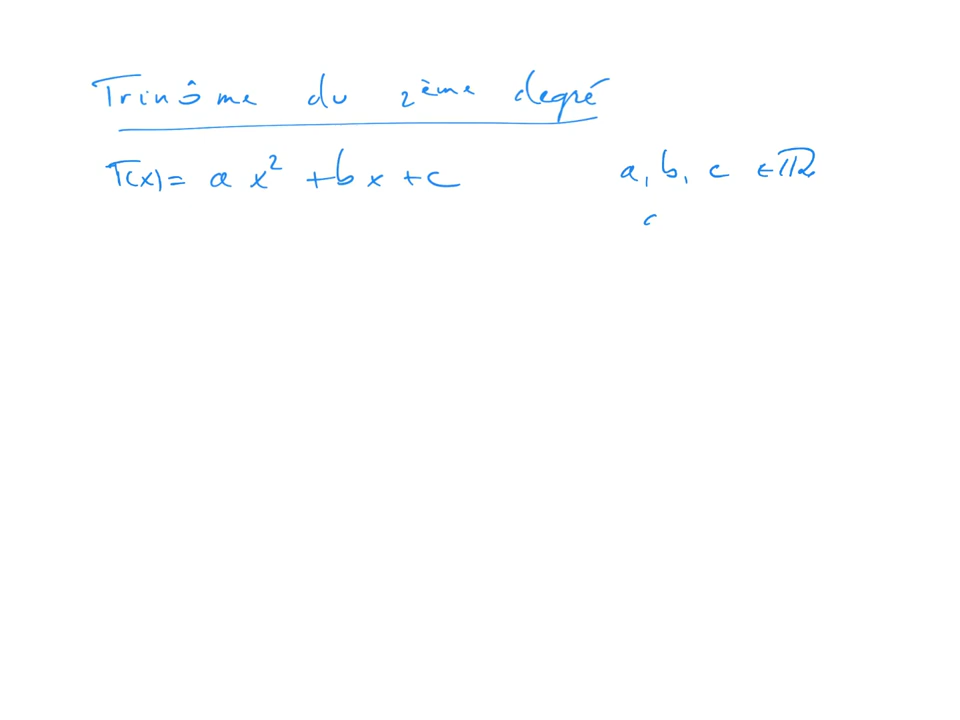 Trinôme du 2ème degré
T(x) = a x² + b x + c a, b, c ∈ ℝ